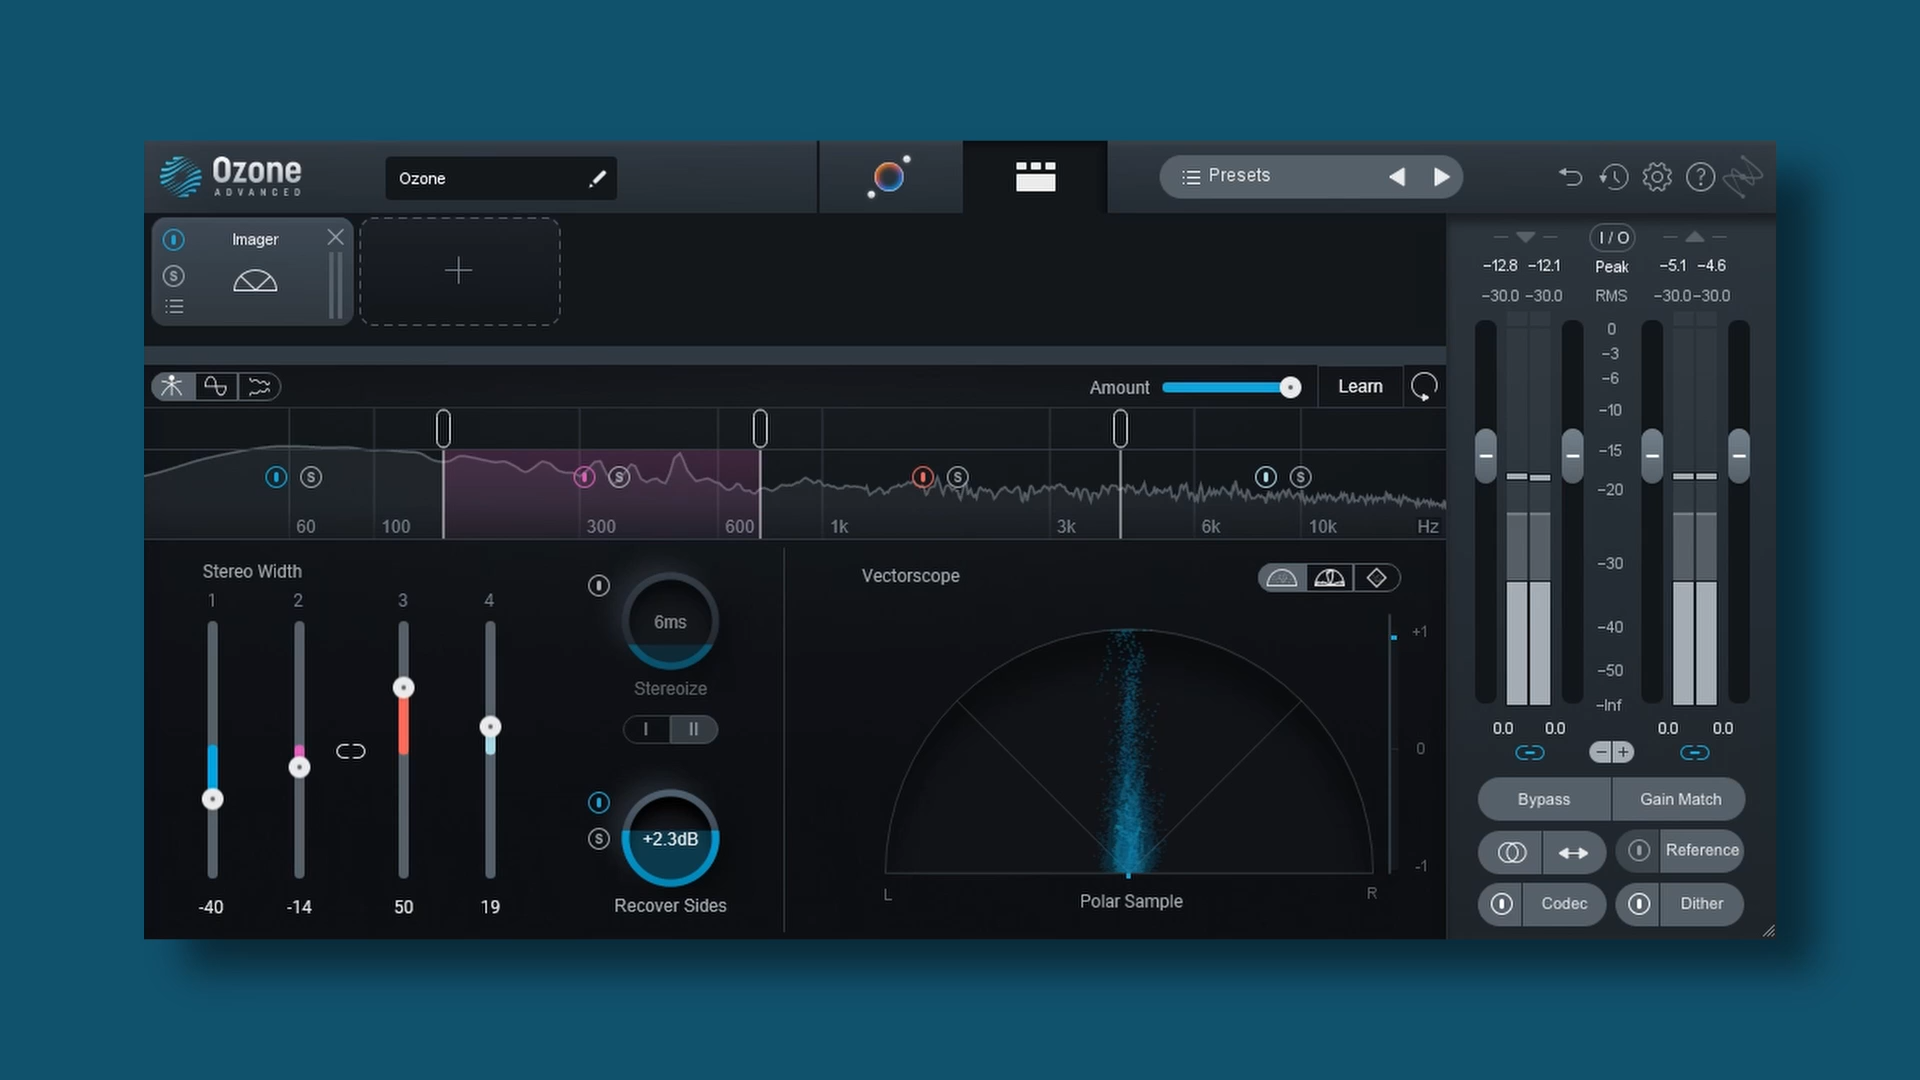 Ozone
ADVANCED
Ozone
Presets
Imager
S
I / O
-12.8 -12.1 Peak -5.1 -4.6
-30.0 -30.0 RMS -30.0 -30.0
Amount
Learn
S S S S
60 100 300 600 1k 3k 6k 10k Hz
0
-3
-6
-10
-15
-20
-30
-40
-50
-Inf
0.0 0.0 0.0 0.0
Stereo Width
1 2 3 4
-40 -14 50 19
6ms
Stereoize
I II
S
+2.3dB
Recover Sides
Vectorscope
+1
0
-1
L R
Polar Sample
Bypass Gain Match
Reference
Codec Dither